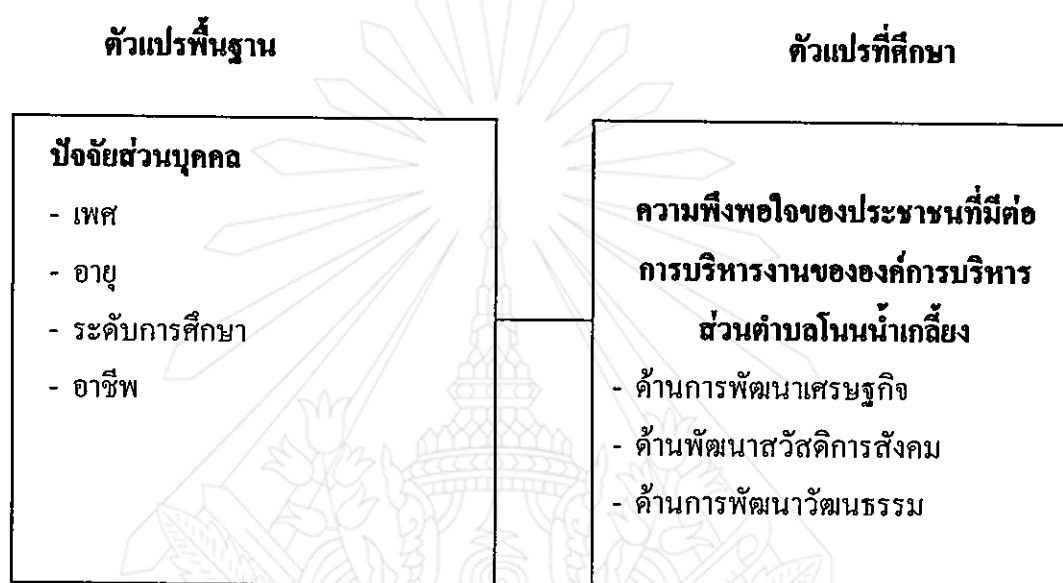 ตัวแปรพื้นฐาน
ตัวแปรที่ศึกษา
ปัจจัยส่วนบุคคล
- เพศ
- อายุ
- ระดับการศึกษา
- อาชีพ
ความพึงพอใจของประชาชนที่มีต่อ
การบริหารงานขององค์การบริหาร
ส่วนตำบลโนนน้ำเกลี้ยง
- ด้านการพัฒนาเศรษฐกิจ
- ด้านพัฒนาสวัสดิการสังคม
- ด้านการพัฒนาวัฒนธรรม